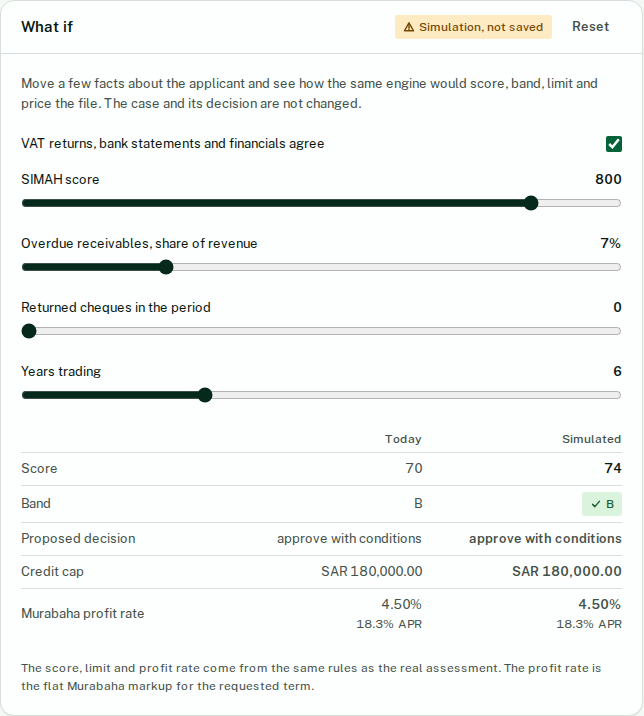 What if
Simulation, not saved
Reset
Move a few facts about the applicant and see how the same engine would score, band, limit and
price the file. The case and its decision are not changed.
VAT returns, bank statements and financials agree
SIMAH score 800
Overdue receivables, share of revenue 7%
Returned cheques in the period 0
Years trading 6
Today Simulated
Score 70 74
Band B B
Proposed decision approve with conditions approve with conditions
Credit cap SAR 180,000.00 SAR 180,000.00
Murabaha profit rate 4.50% 4.50%
18.3% APR 18.3% APR
The score, limit and profit rate come from the same rules as the real assessment. The profit rate is
the flat Murabaha markup for the requested term.